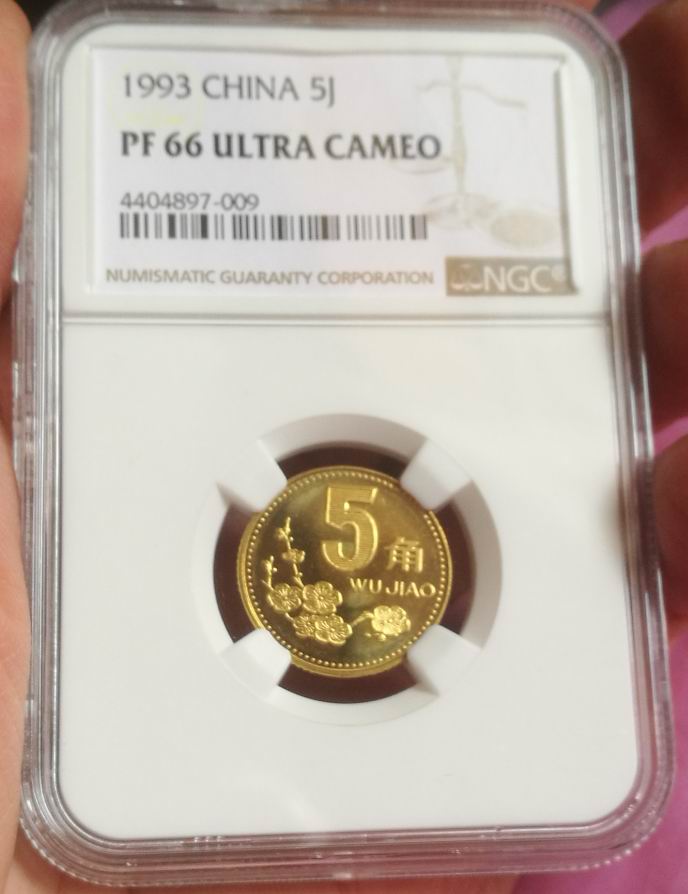 1993 CHINA 5J
PF 66 ULTRA CAMEO
4404897-009
NUMISMATIC GUARANTY CORPORATION
NGC®
5角
WU JIAO